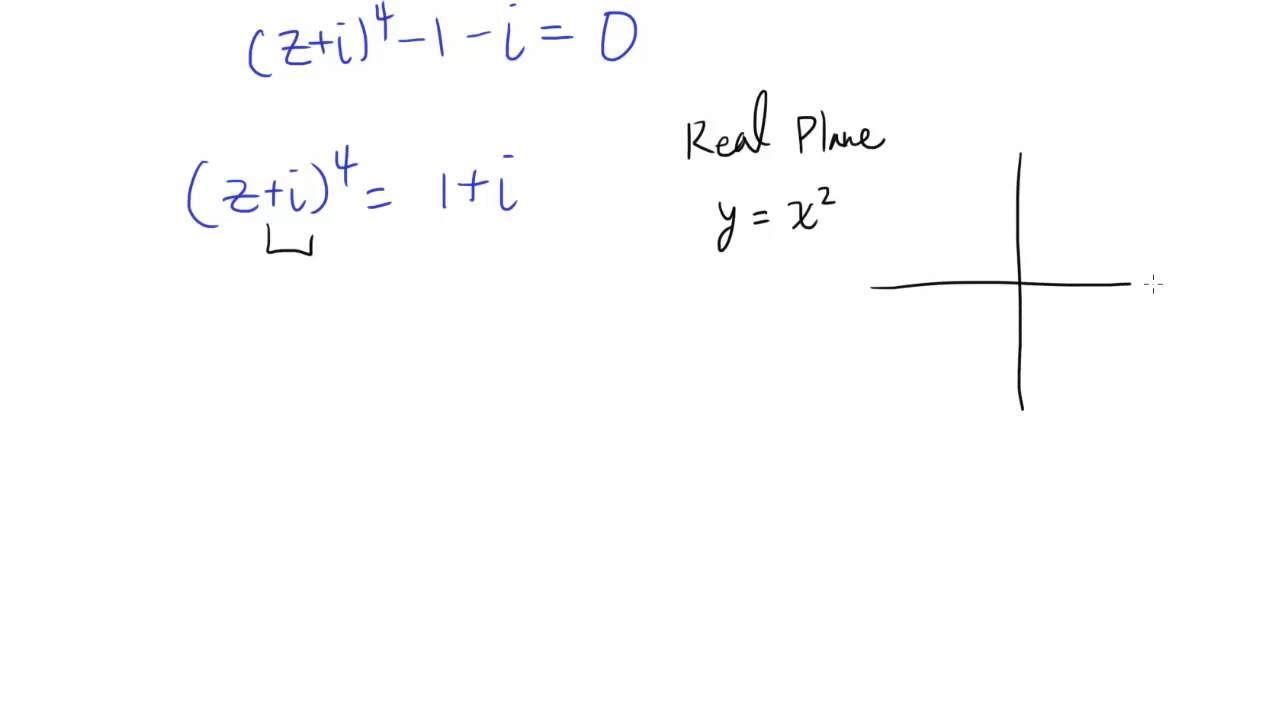 (z+i)⁴-1-i=0
(z+i)⁴= 1+i
Real Plane
y = x²